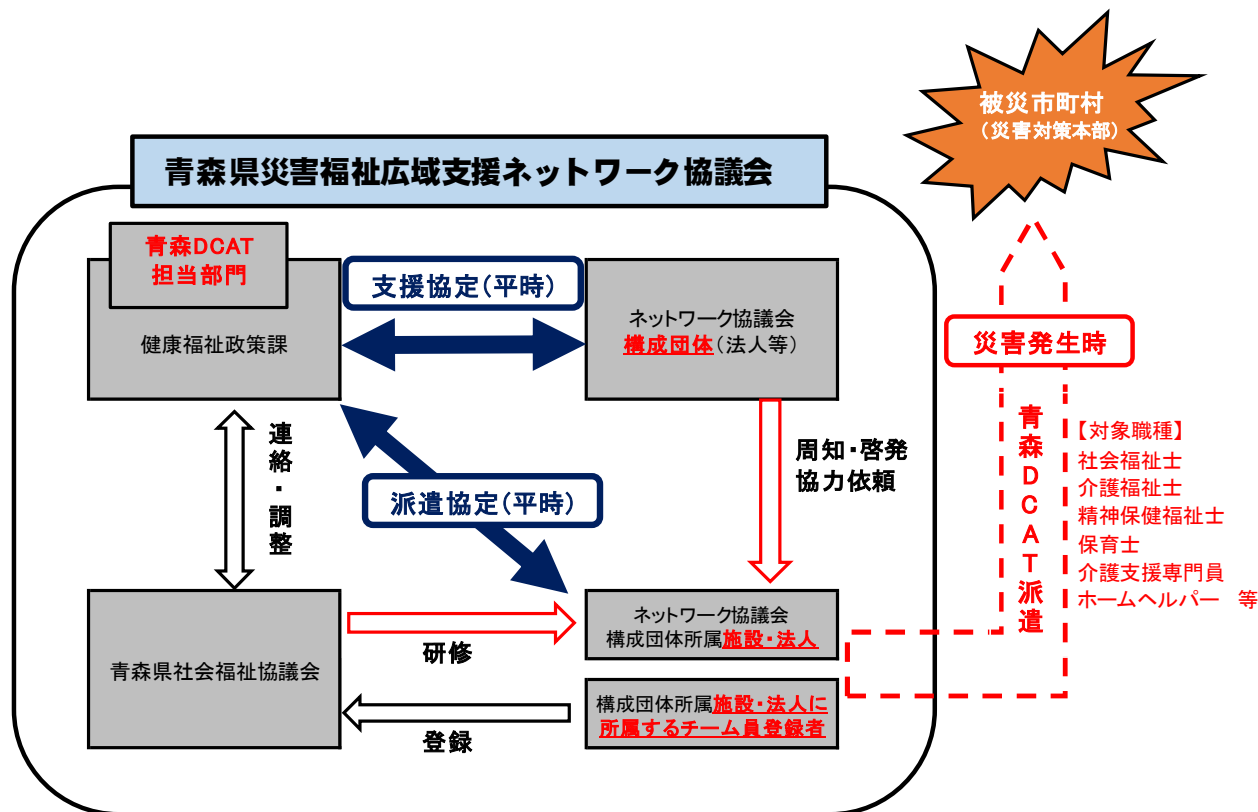 被災市町村
（災害対策本部）
青森県災害福祉広域支援ネットワーク協議会
青森DCAT
担当部門
健康福祉政策課
支援協定(平時)
ネットワーク協議会
構成団体（法人等）
災害発生時
連絡・調整
周知・啓発
協力依頼
派遣協定(平時)
青森DCAT派遣
【対象職種】
社会福祉士
介護福祉士
精神保健福祉士
保育士
介護支援専門員
ホームヘルパー　等
青森県社会福祉協議会
研修
ネットワーク協議会
構成団体所属施設・法人
登録
構成団体所属施設・法人に
所属するチーム員登録者